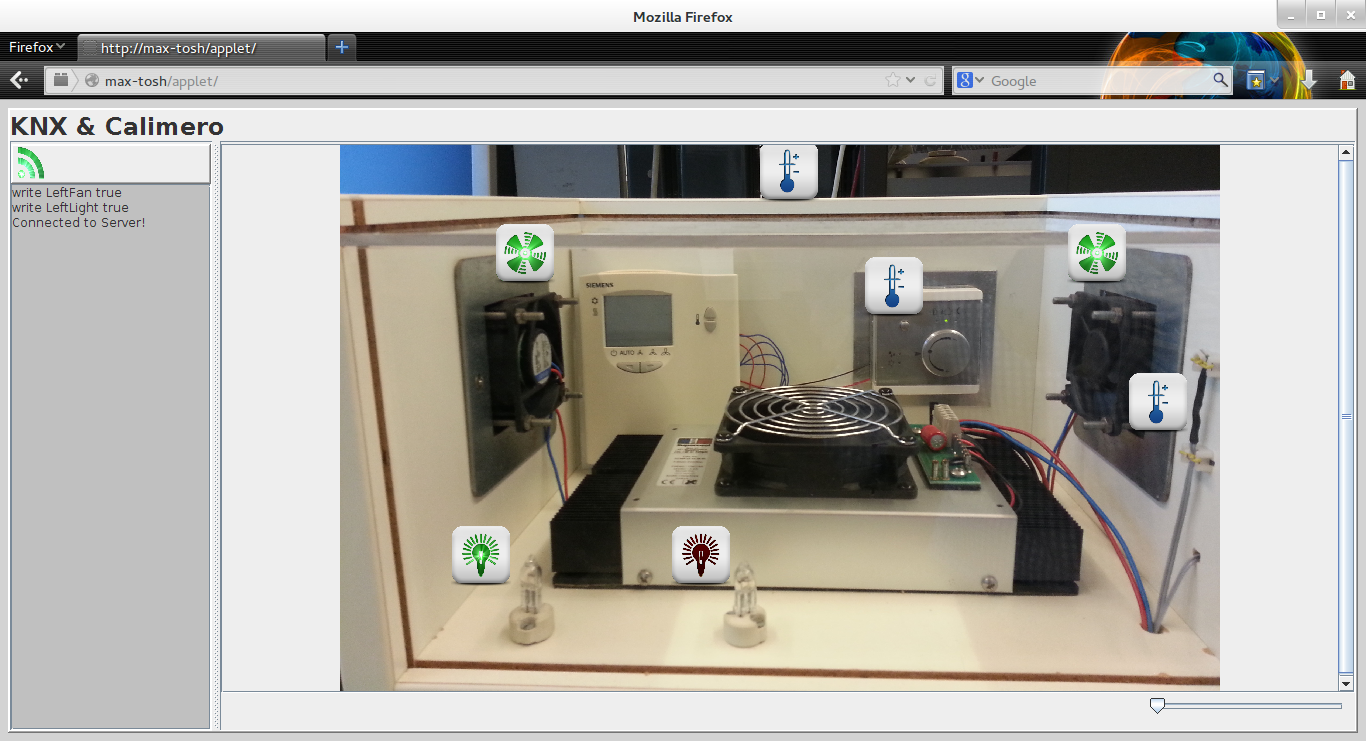 Mozilla Firefox
Firefox
http://max-tosh/applet/
max-tosh/applet/
Google
KNX & Calimero
write LeftFan true
write LeftLight true
Connected to Server!
SIEMENS
AUTO